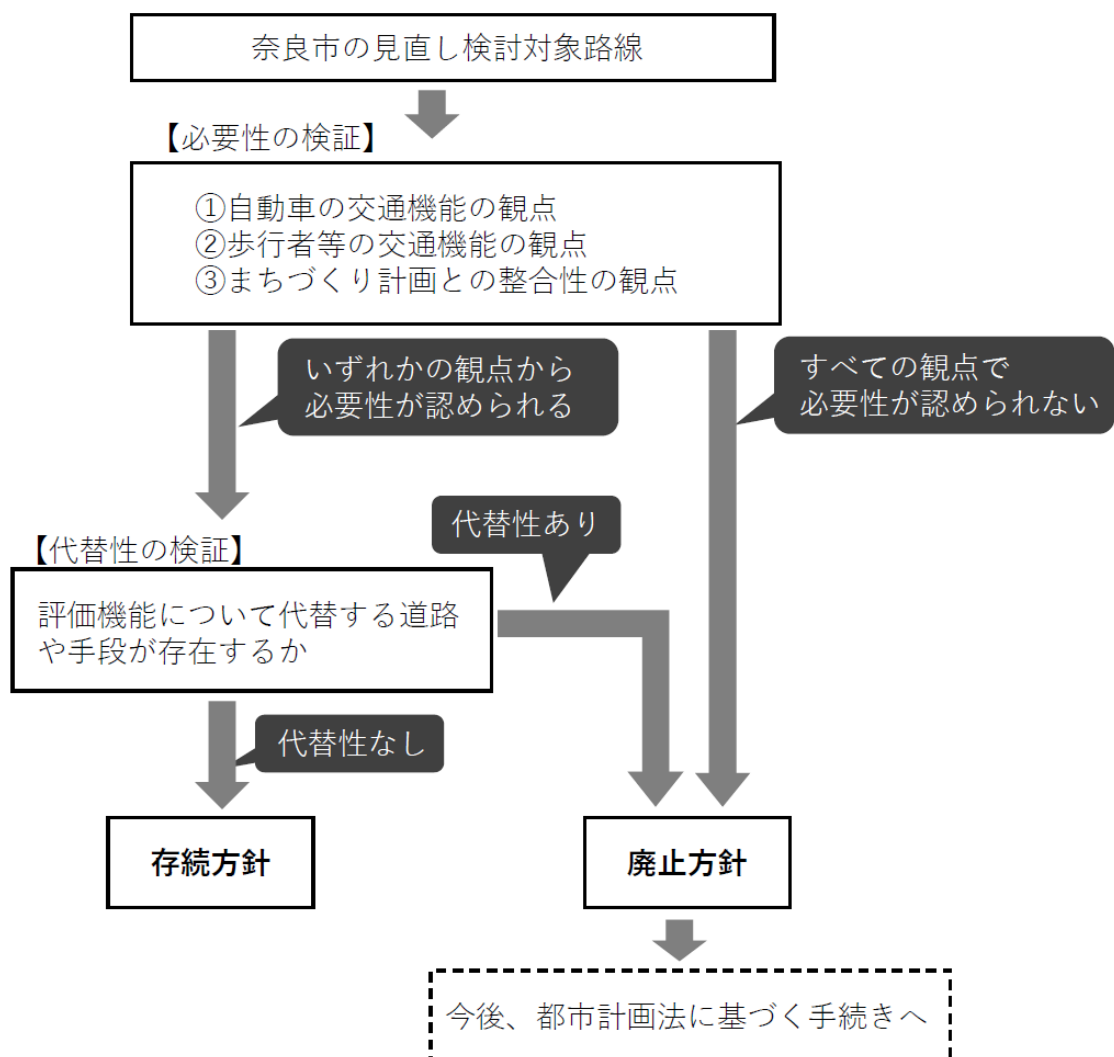 奈良市の見直し検討対象路線
【必要性の検証】
①自動車の交通機能の観点
②歩行者等の交通機能の観点
③まちづくり計画との整合性の観点
いずれかの観点から
必要性が認められる
すべての観点で
必要性が認められない
代替性あり
【代替性の検証】
評価機能について代替する道路
や手段が存在するか
代替性なし
存続方針
廃止方針
今後、都市計画法に基づく手続きへ